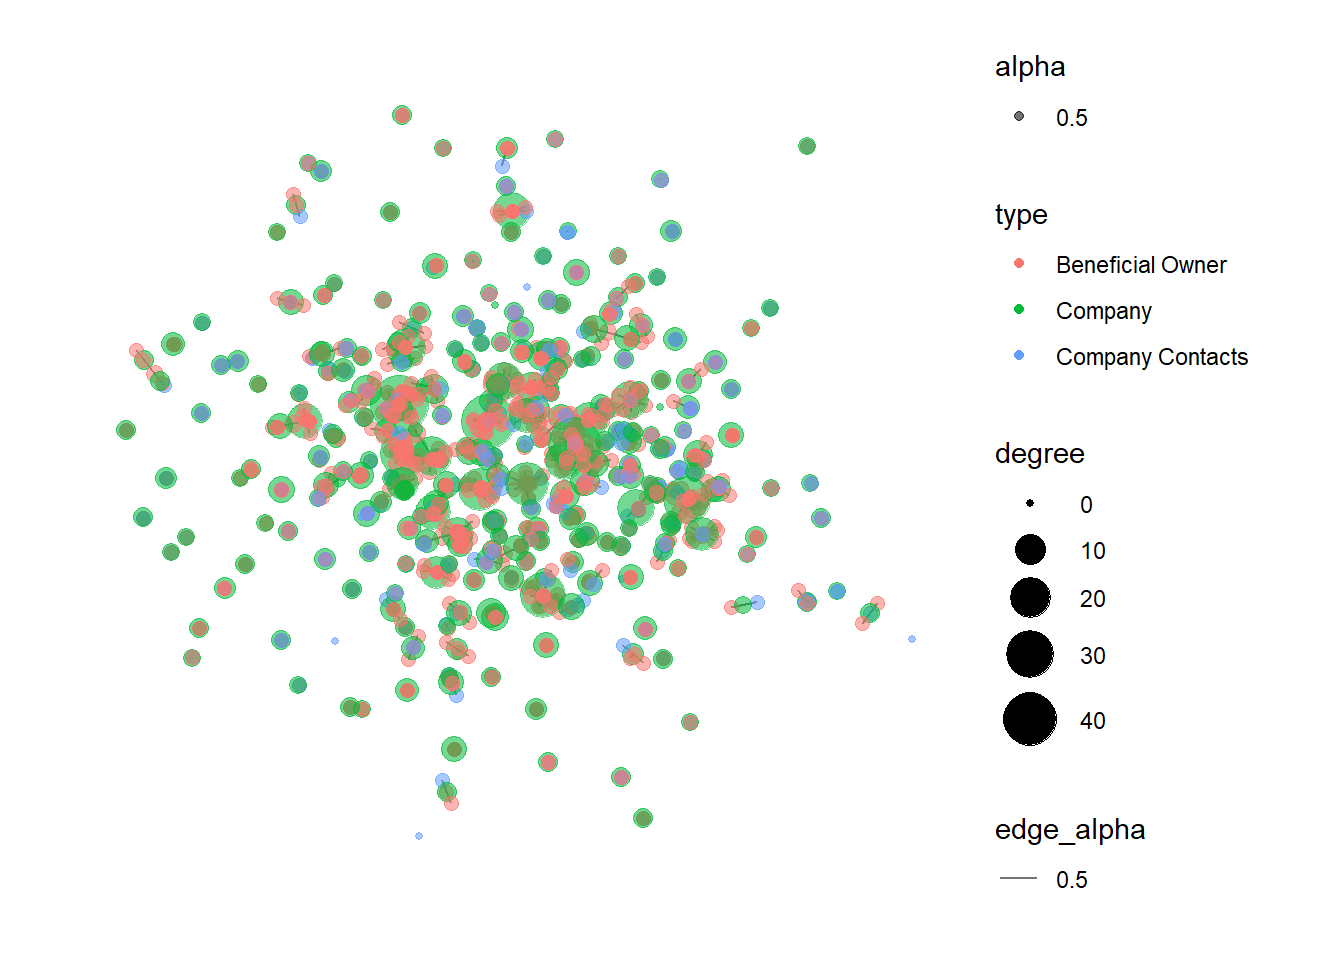 alpha
0.5
type
Beneficial Owner
Company
Company Contacts
degree
0
10
20
30
40
edge_alpha
0.5